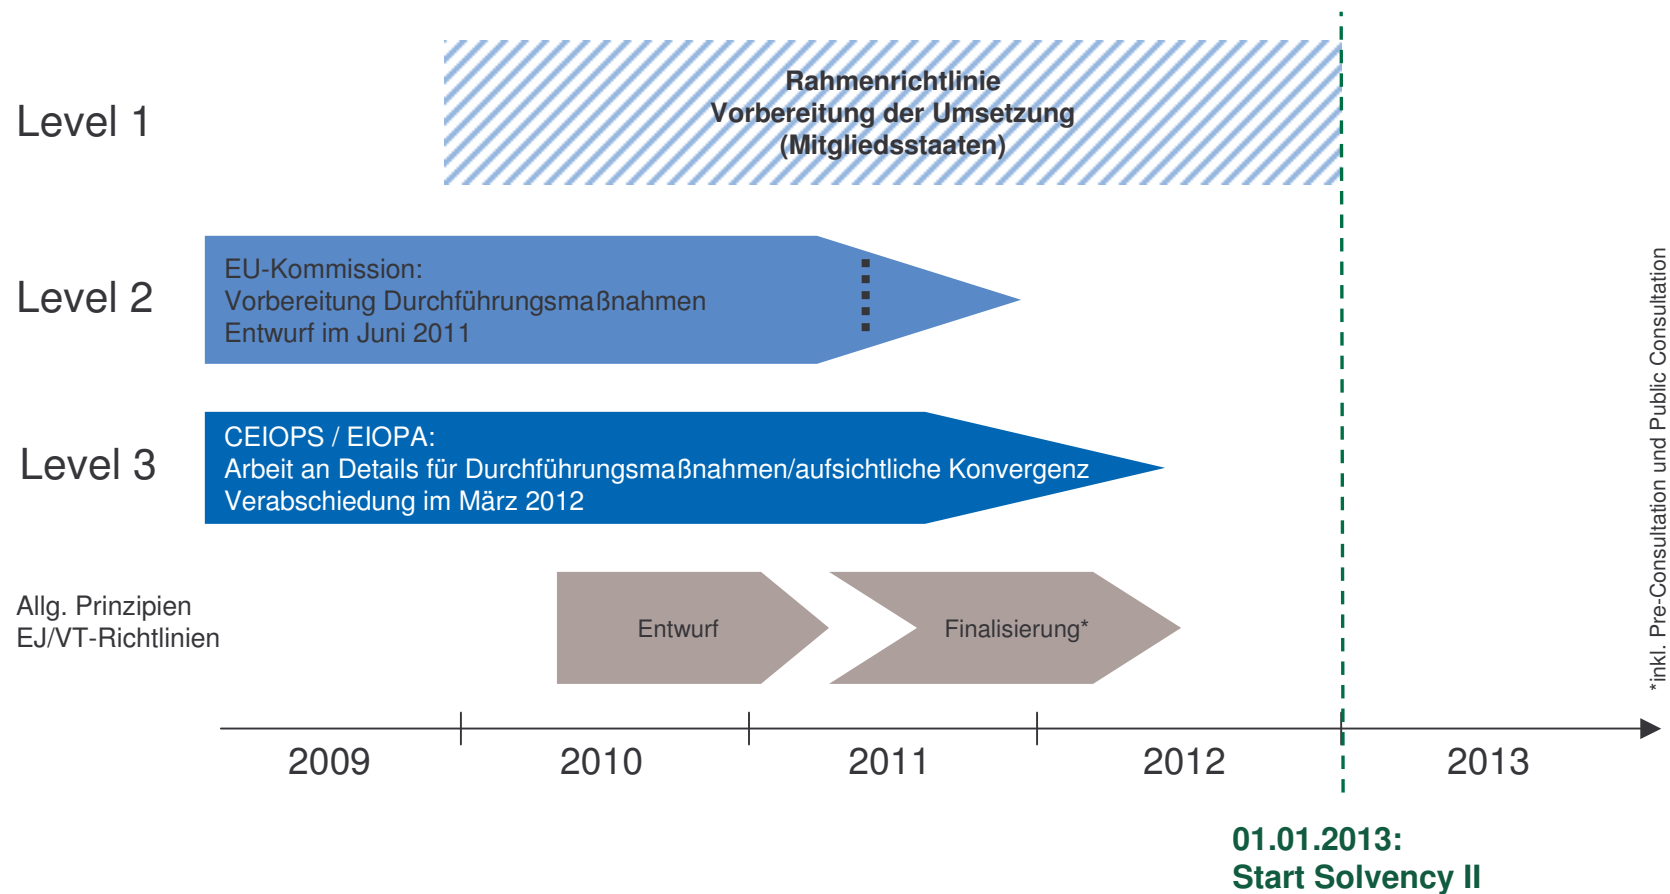 Level 1
Rahmenrichtlinie
Vorbereitung der Umsetzung
(Mitgliedsstaaten)
Level 2
EU-Kommission:
Vorbereitung Durchführungsmaßnahmen
Entwurf im Juni 2011
Level 3
CEIOPS / EIOPA:
Arbeit an Details für Durchführungsmaßnahmen/aufsichtliche Konvergenz
Verabschiedung im März 2012
Allg. Prinzipien
EJ/VT-Richtlinien
Entwurf
Finalisierung*
*inkl. Pre-Consultation und Public Consultation
2009
2010
2011
2012
2013
01.01.2013:
Start Solvency II